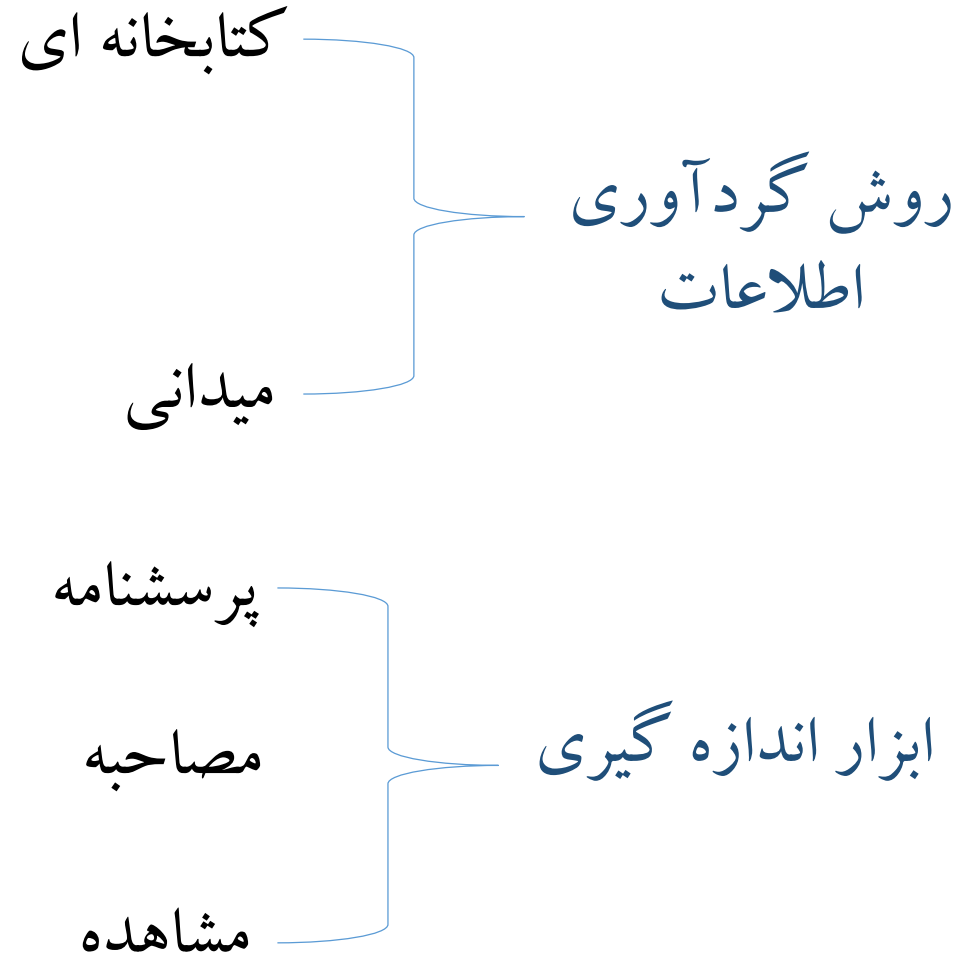 کتابخانه ای
روش گردآوری
اطلاعات
میدانی
پرسشنامه
ابزار اندازه گیری
مصاحبه
مشاهده